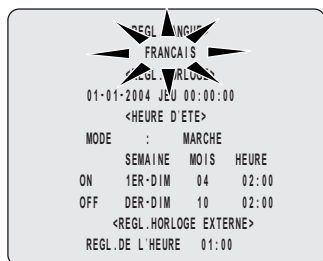 FRANCAIS
01-01-2004 JEU 00:00:00
<HEURE D'ETE>
MODE : MARCHE
SEMAINE MOIS HEURE
ON 1ER-DIM 04 02:00
OFF DER-DIM 10 02:00
<REGL.HORLOGE EXTERNE>
REGL.DE L'HEURE 01:00